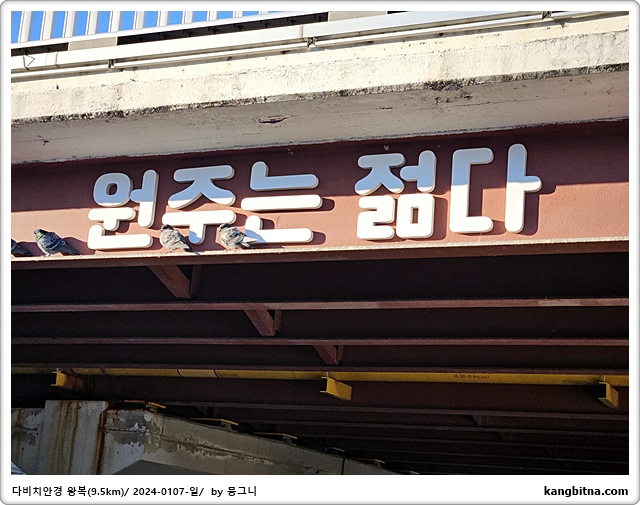 원주는 젊다
다비치안경 왕복(9.5km)/ 2024-0107-일/ by 뭉그니
kangbitna.com